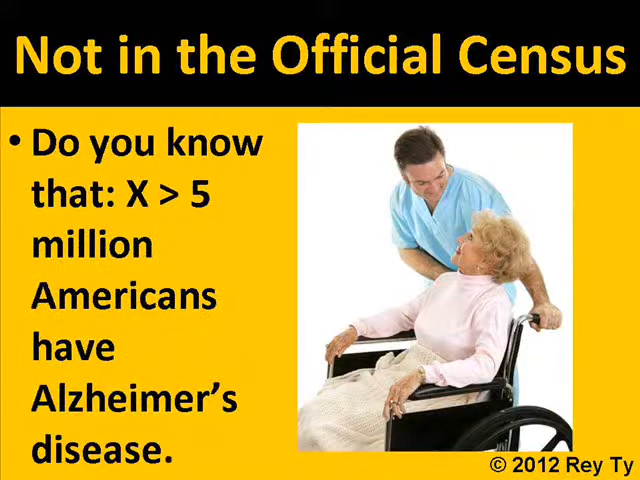 Not in the Official Census
• Do you know
that: X > 5
million
Americans
have
Alzheimer’s
disease.
© 2012 Rey Ty